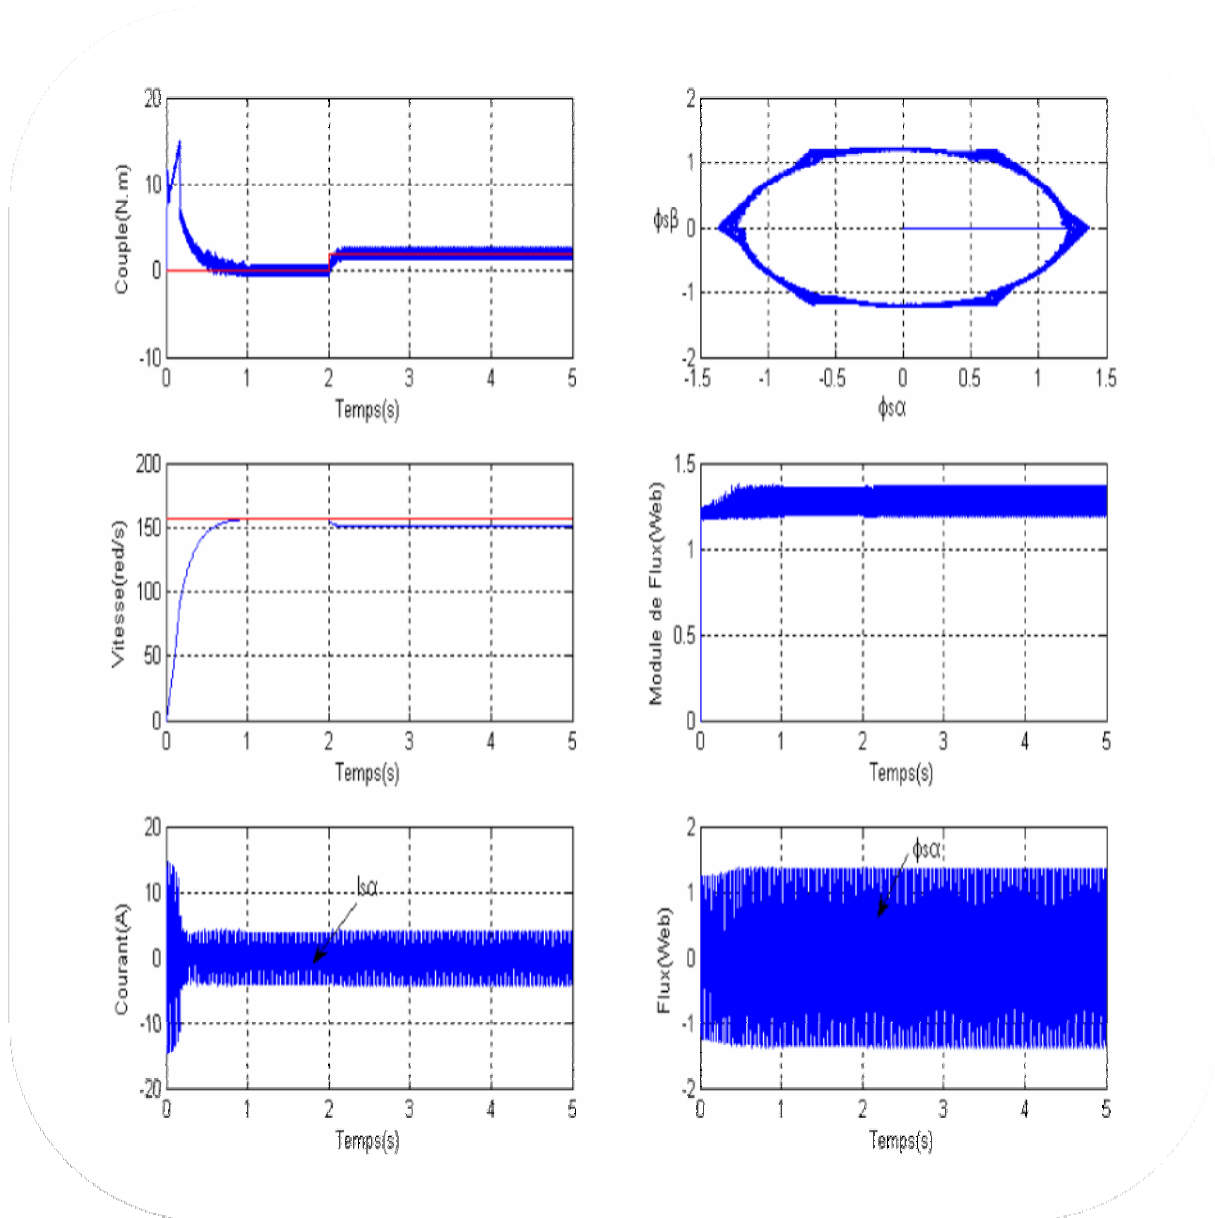 20
10
0
-10
Couple(N.m)
0 1 2 3 4 5
Temps(s)
2
1
0
-1
-2
ϕsβ
-1.5 -1 -0.5 0 0.5 1 1.5
ϕsα
200
150
100
50
0
Vitesse(red/s)
0 1 2 3 4 5
Temps(s)
1.5
1
0.5
0
Module de Flux(Web)
0 1 2 3 4 5
Temps(s)
20
10
0
-10
-20
Courant(A)
Isα
0 1 2 3 4 5
Temps(s)
2
1
0
-1
-2
Flux(Web)
ϕsα
0 1 2 3 4 5
Temps(s)